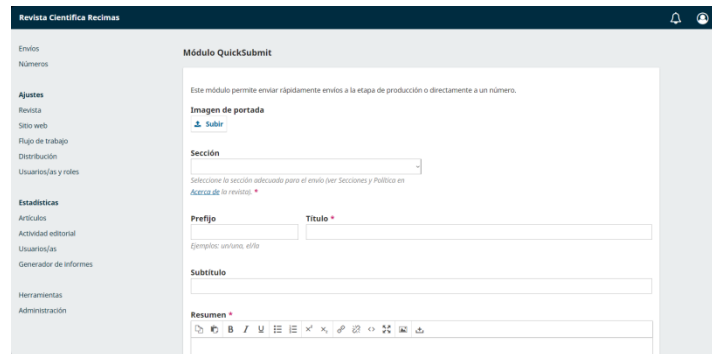 Revista Científica Recimas
Envíos
Números
Ajustes
Revista
Sitio web
Flujo de trabajo
Distribución
Usuarios/as y roles
Estadísticas
Artículos
Actividad editorial
Usuarios/as
Generador de informes
Herramientas
Administración
Módulo QuickSubmit
Este módulo permite enviar rápidamente envíos a la etapa de producción o directamente a un número.
Imagen de portada
Subir
Sección
Seleccione la sección adecuada para el envío (ver Secciones y Política en
Acerca de la revista). *
Prefijo Título *
Ejemplos: un/una, el/la
Subtítulo
Resumen *